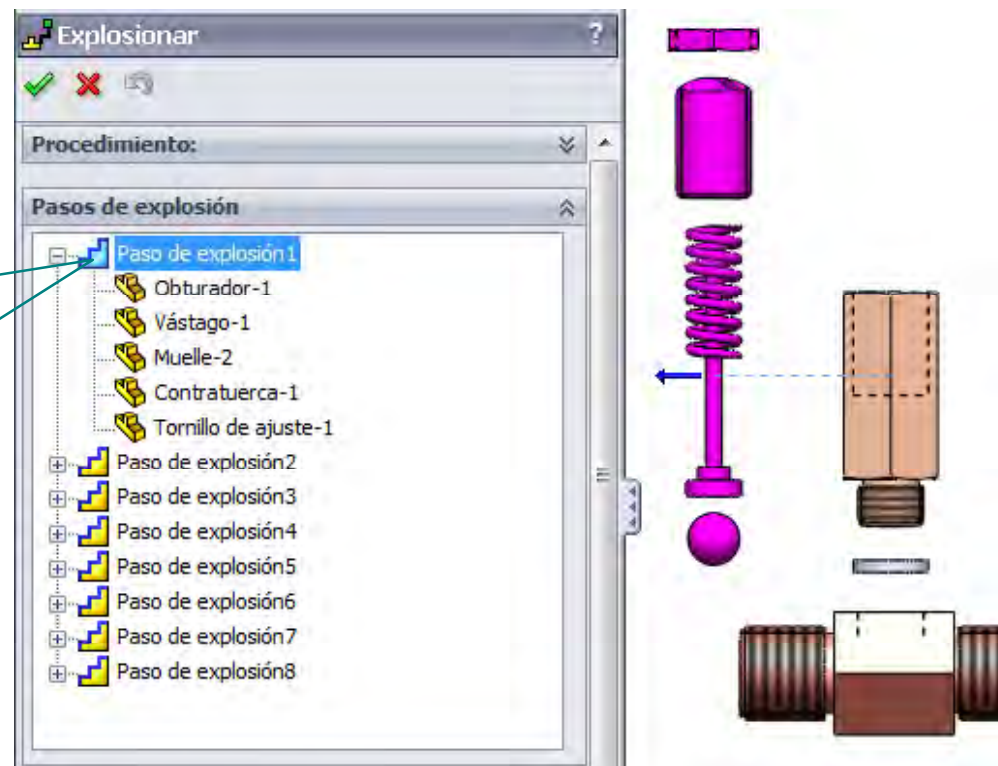 Explosionar ?
Procedimiento:
Pasos de explosión
Paso de explosión1
Obturador-1
Vástago-1
Muelle-2
Contratuerca-1
Tornillo de ajuste-1
Paso de explosión2
Paso de explosión3
Paso de explosión4
Paso de explosión5
Paso de explosión6
Paso de explosión7
Paso de explosión8